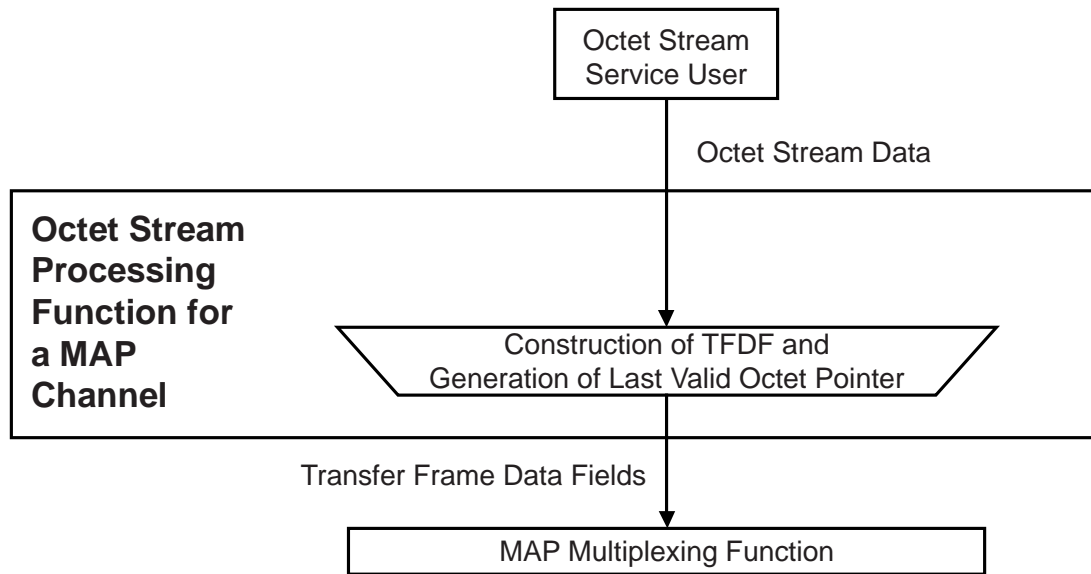 Octet Stream
Service User
Octet Stream Data
Octet Stream
Processing
Function for
a MAP
Channel
Construction of TFDF and
Generation of Last Valid Octet Pointer
Transfer Frame Data Fields
MAP Multiplexing Function